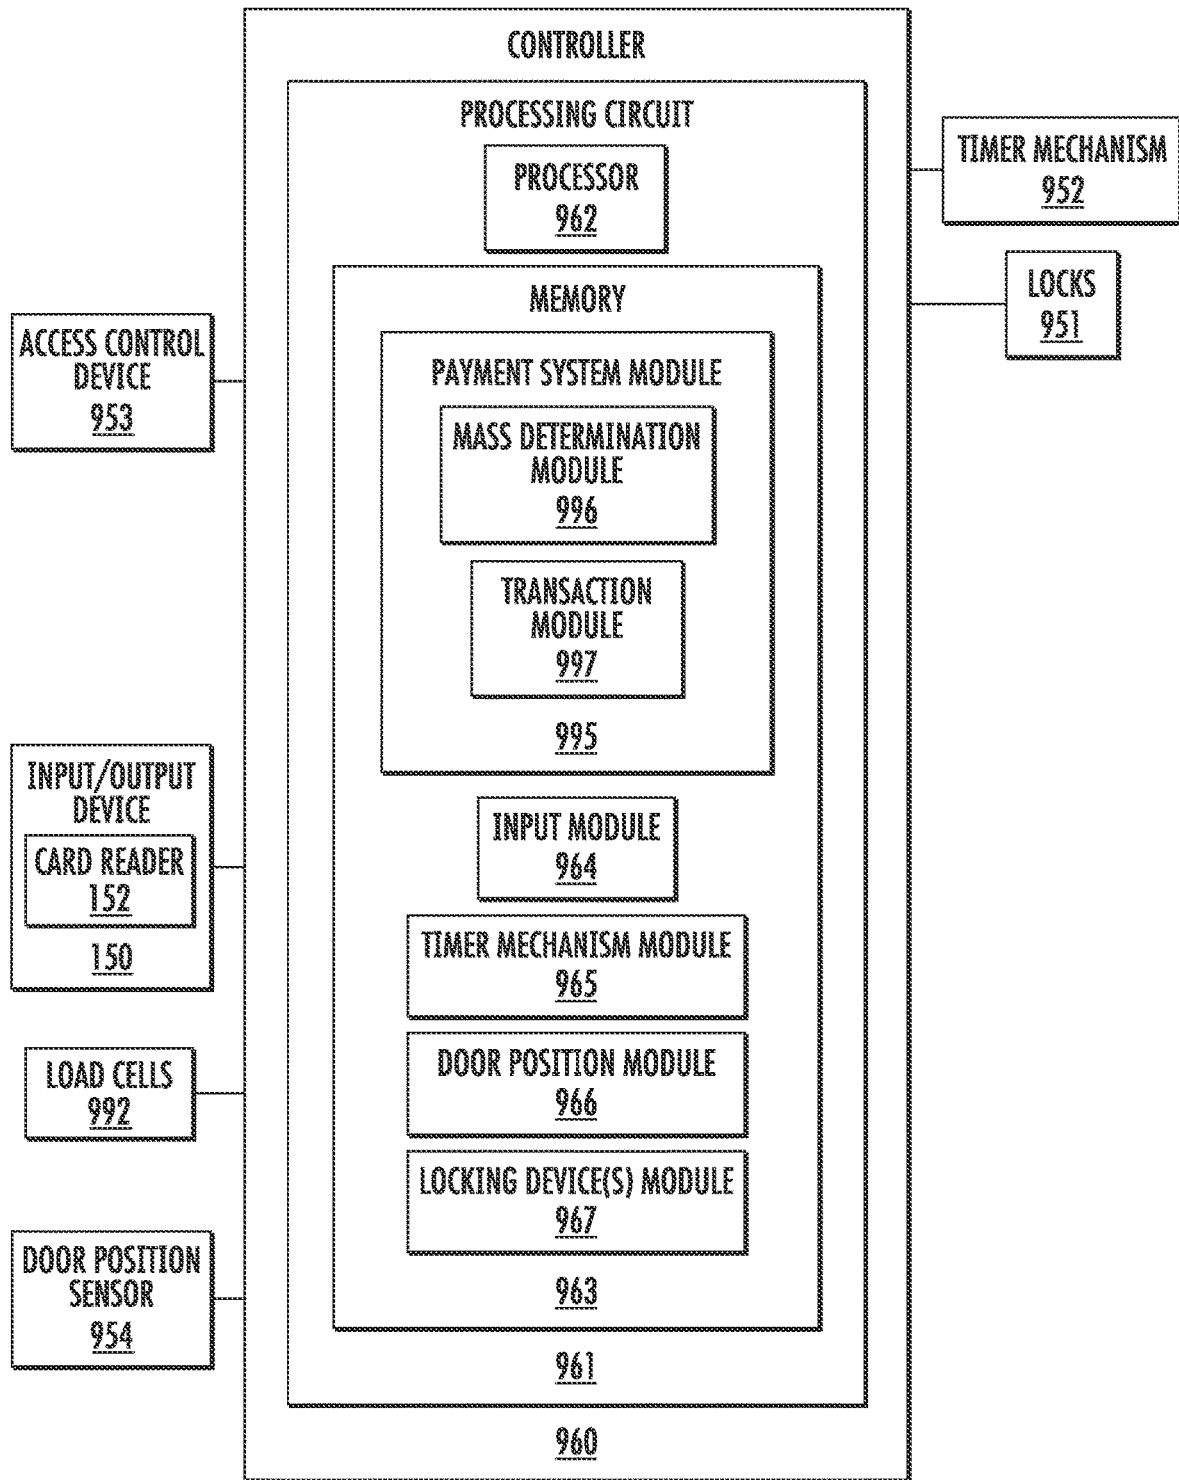 CONTROLLER
PROCESSING CIRCUIT
PROCESSOR
962
MEMORY
PAYMENT SYSTEM MODULE
MASS DETERMINATION
MODULE
996
TRANSACTION
MODULE
997
995
INPUT MODULE
964
TIMER MECHANISM MODULE
965
DOOR POSITION MODULE
966
LOCKING DEVICE(S) MODULE
967
963
961
960
ACCESS CONTROL
DEVICE
953
INPUT/OUTPUT
DEVICE
CARD READER
152
150
LOAD CELLS
992
DOOR POSITION
SENSOR
954
TIMER MECHANISM
952
LOCKS
951